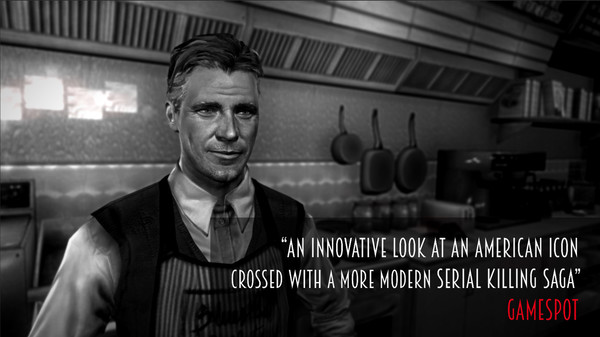 “AN INNOVATIVE LOOK AT AN AMERICAN ICON
CROSSED WITH A MORE MODERN SERIAL KILLING SAGA”
GAMESPOT